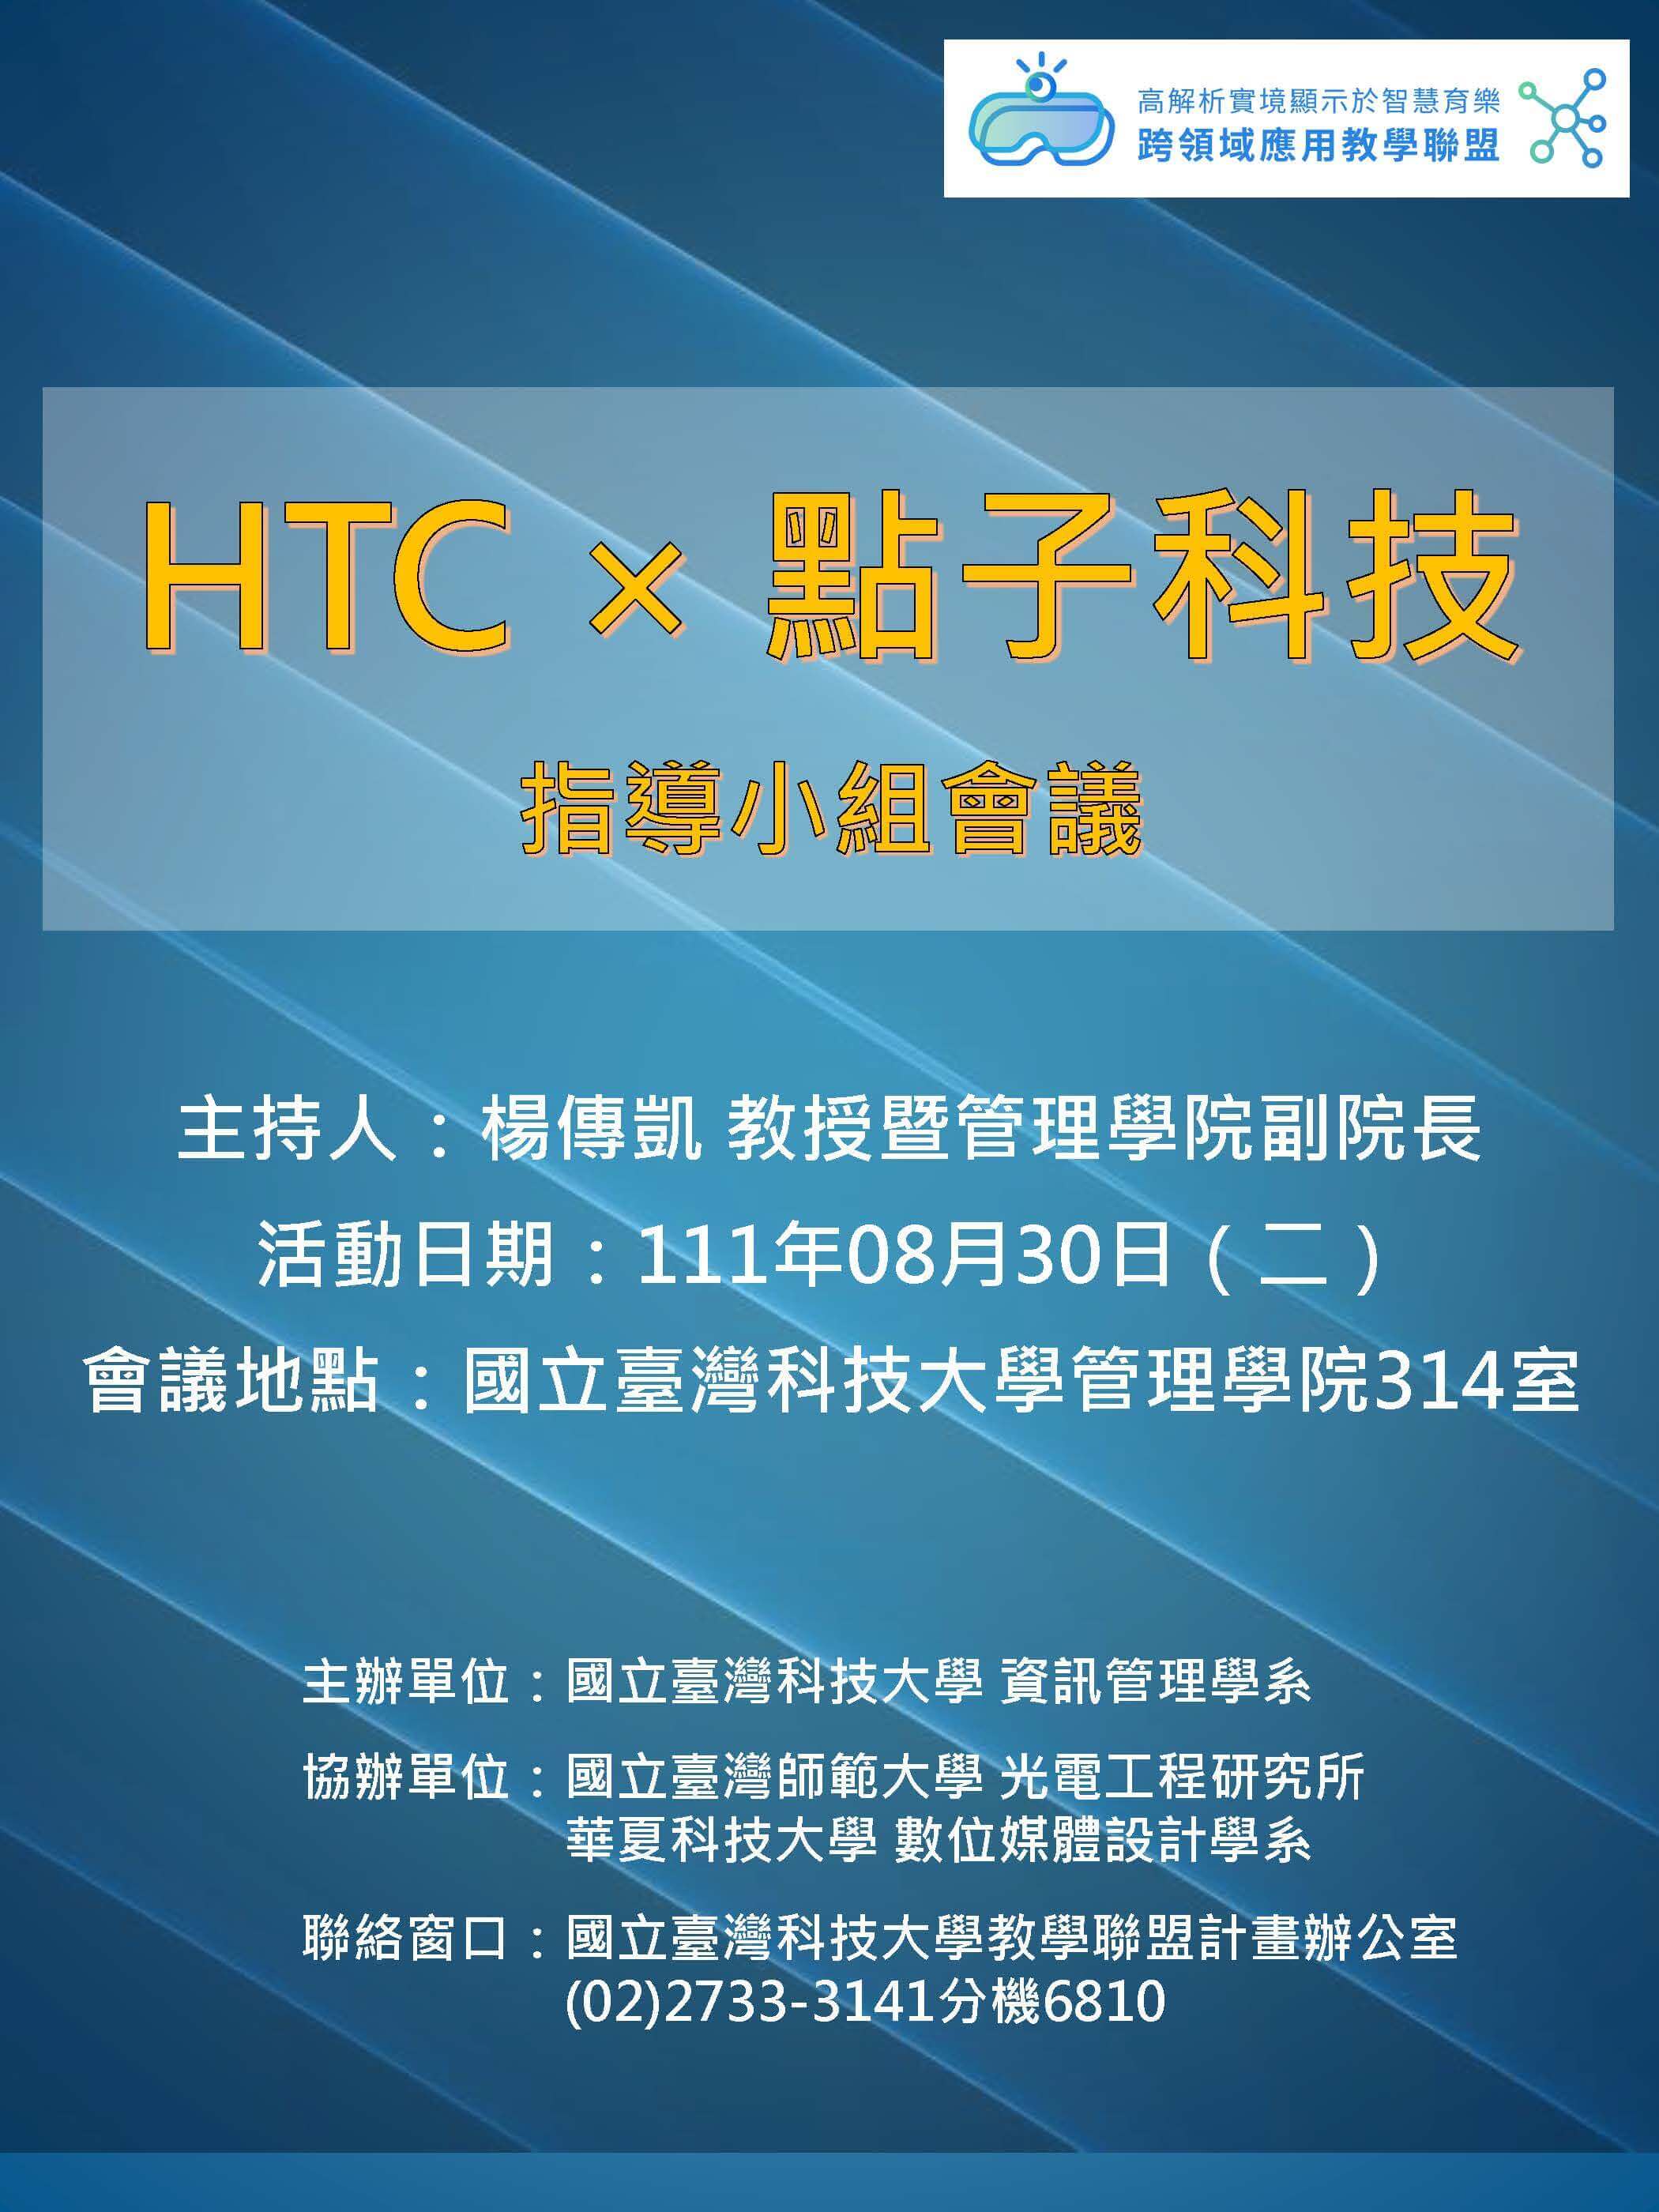 高解析實境顯示於智慧育樂
跨領域應用教學聯盟
HTC × 點子科技
指導小組會議
主持人：楊傳凱 教授暨管理學院副院長
活動日期：111年08月30日（二）
會議地點：國立臺灣科技大學管理學院314室
主辦單位：國立臺灣科技大學 資訊管理學系
協辦單位：國立臺灣師範大學 光電工程研究所
華夏科技大學 數位媒體設計學系
聯絡窗口：國立臺灣科技大學教學聯盟計畫辦公室
(02)2733-3141分機6810